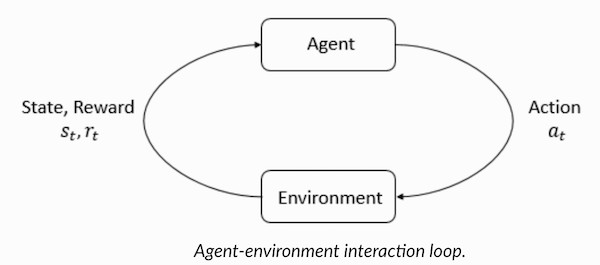 Agent
State, Reward
s_t, r_t
Action
a_t
Environment
Agent-environment interaction loop.